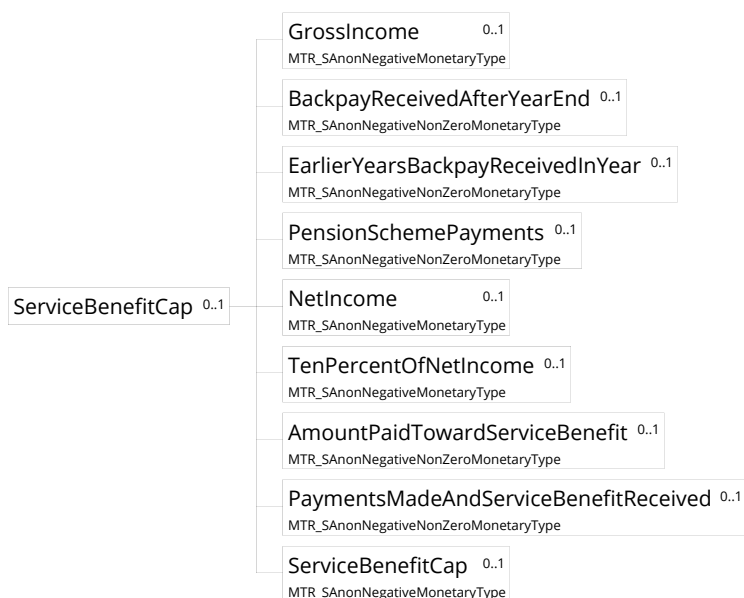 GrossIncome 0..1
MTR_SAnonNegativeMonetaryType
BackpayReceivedAfterYearEnd 0..1
MTR_SAnonNegativeNonZeroMonetaryType
EarlierYearsBackpayReceivedInYear 0..1
MTR_SAnonNegativeNonZeroMonetaryType
PensionSchemePayments 0..1
MTR_SAnonNegativeNonZeroMonetaryType
ServiceBenefitCap 0..1
NetIncome 0..1
MTR_SAnonNegativeMonetaryType
TenPercentOfNetIncome 0..1
MTR_SAnonNegativeMonetaryType
AmountPaidTowardServiceBenefit 0..1
MTR_SAnonNegativeNonZeroMonetaryType
PaymentsMadeAndServiceBenefitReceived 0..1
MTR_SAnonNegativeNonZeroMonetaryType
ServiceBenefitCap 0..1
MTR_SAnonNegativeMonetaryType